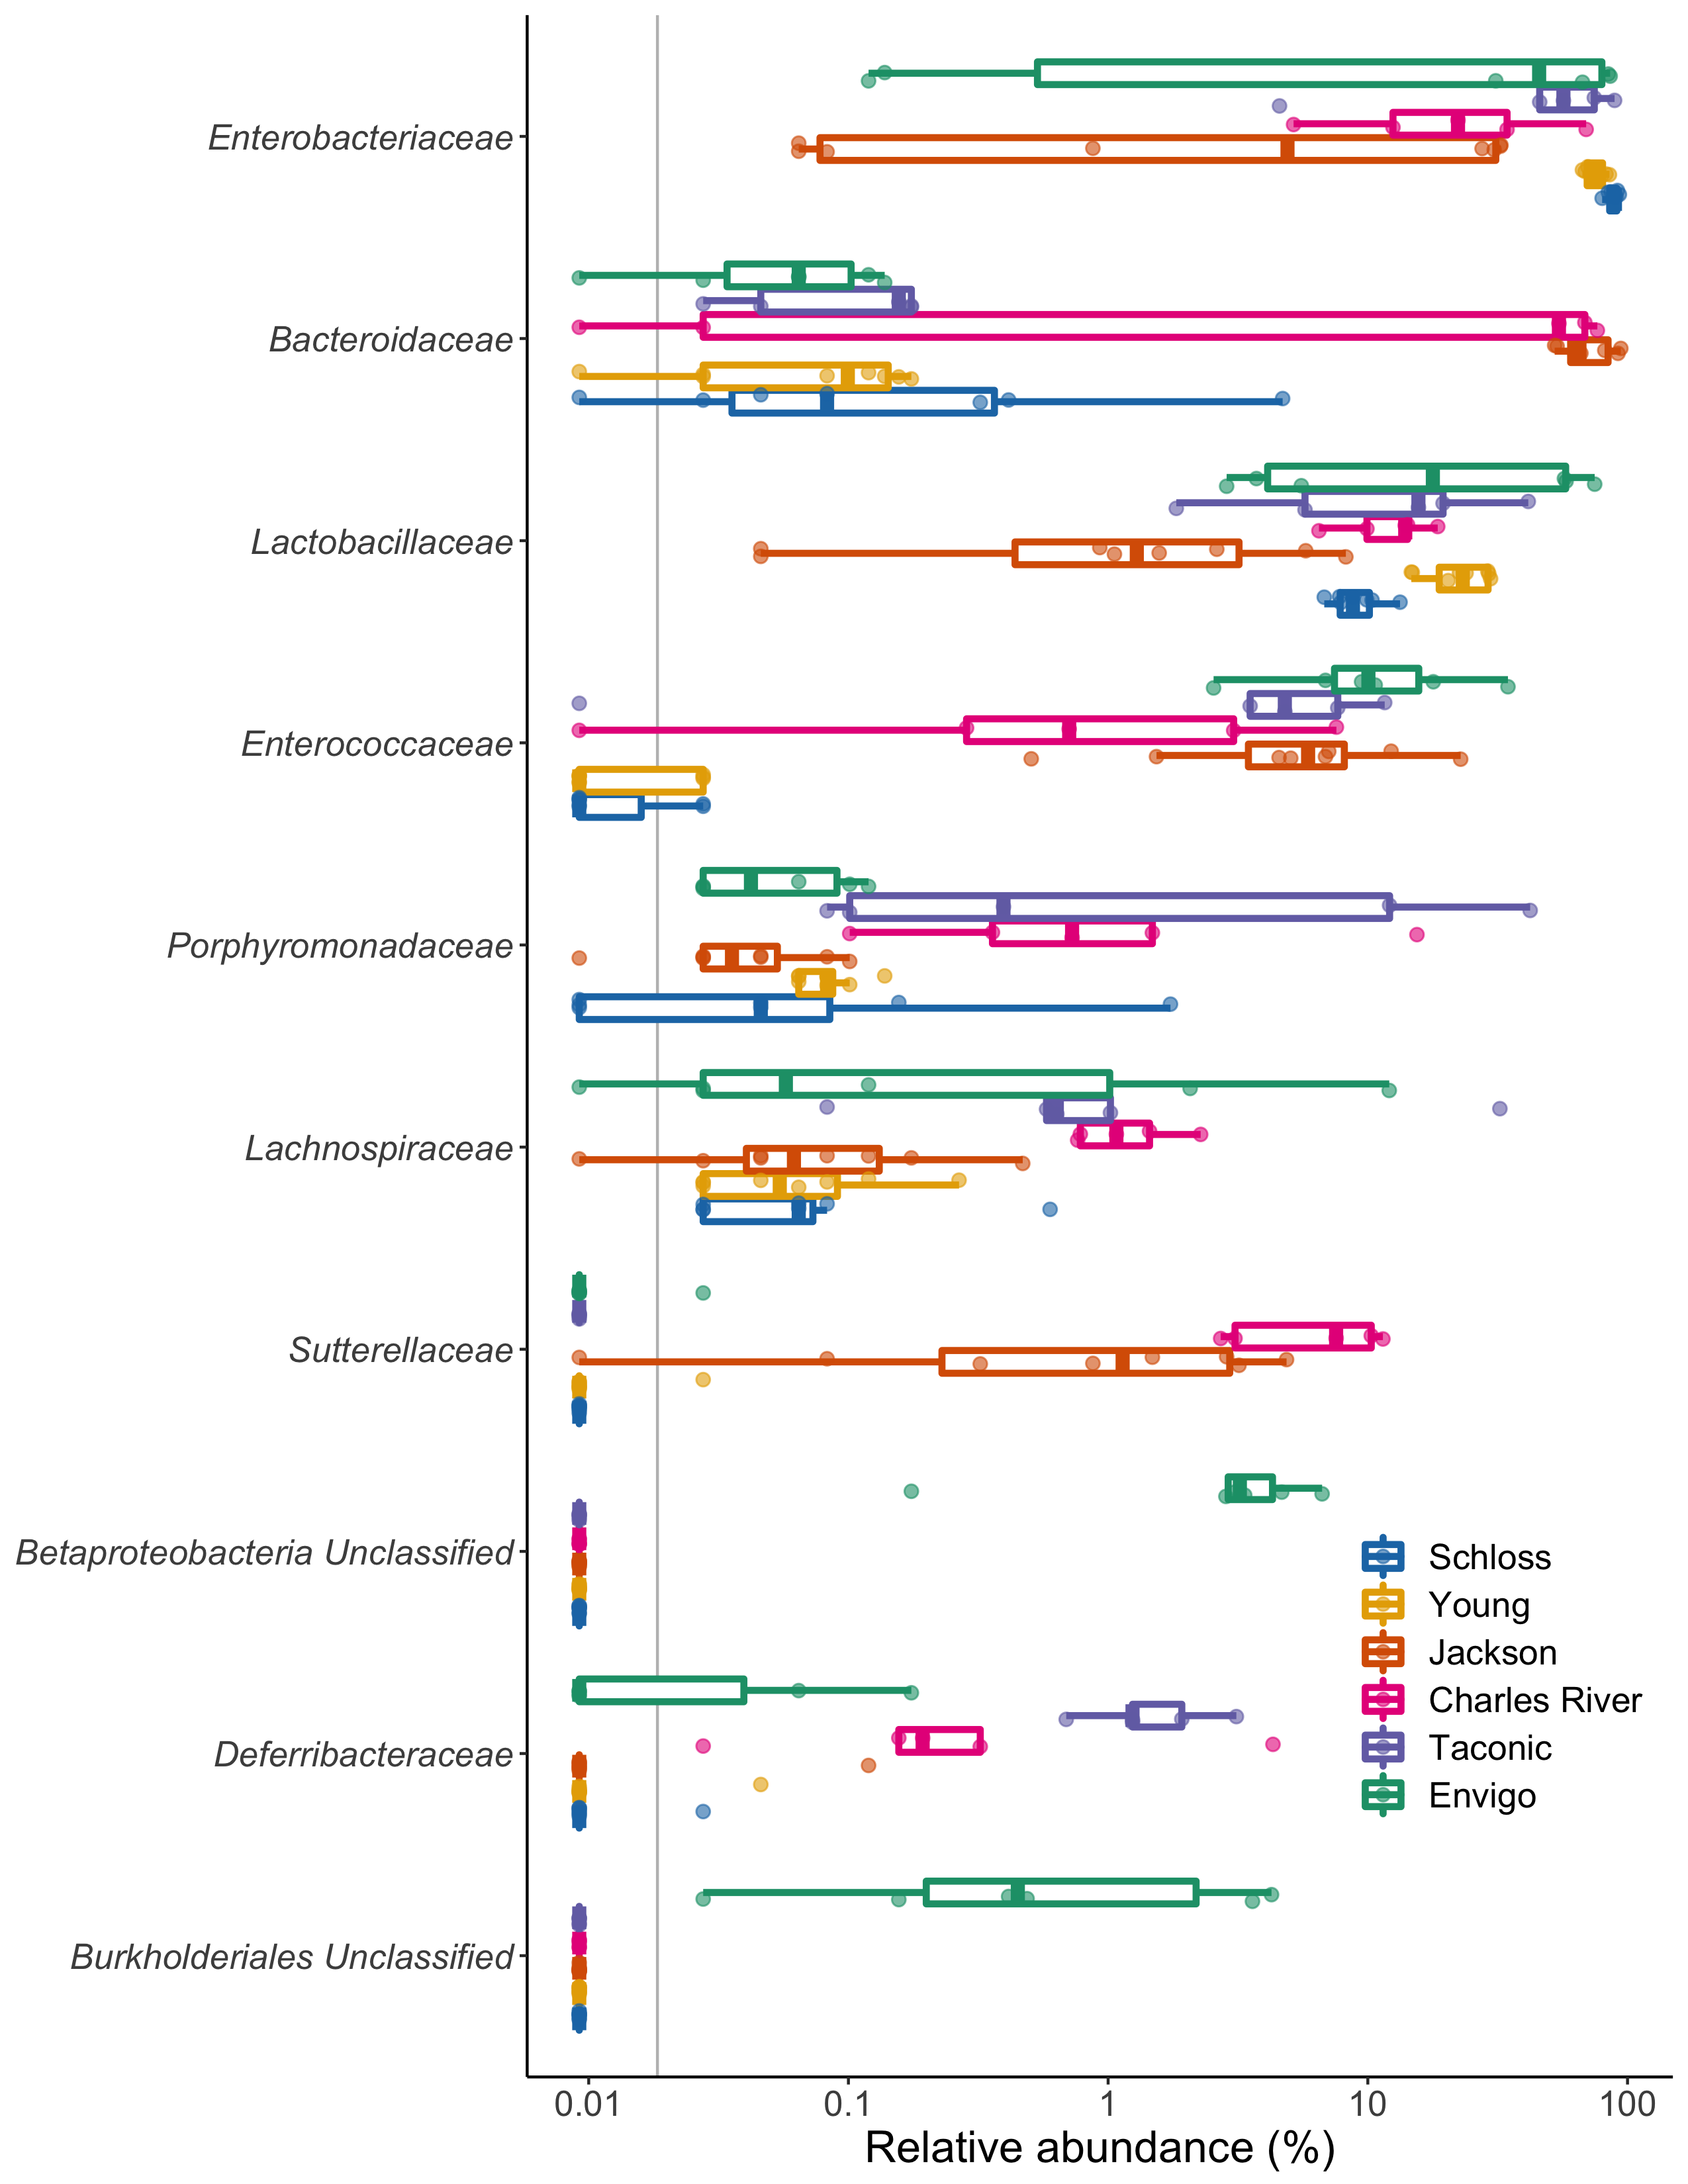 Enterobacteriaceae
Bacteroidaceae
Lactobacillaceae
Enterococcaceae
Porphyromonadaceae
Lachnospiraceae
Sutterellaceae
Betaproteobacteria Unclassified
Deferribacteraceae
Burkholderiales Unclassified
Schloss
Young
Jackson
Charles River
Taconic
Envigo
0.01 0.1 1 10 100
Relative abundance (%)